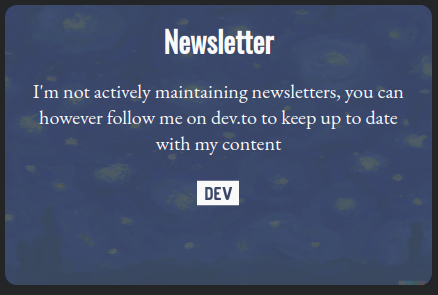 Newsletter
I'm not actively maintaining newsletters, you can
however follow me on dev.to to keep up to date
with my content
DEV